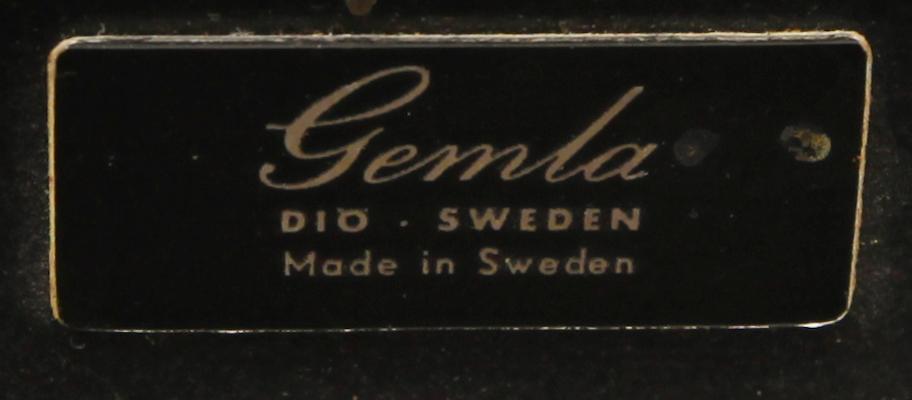 Gemla
DIÖ · SWEDEN
Made in Sweden